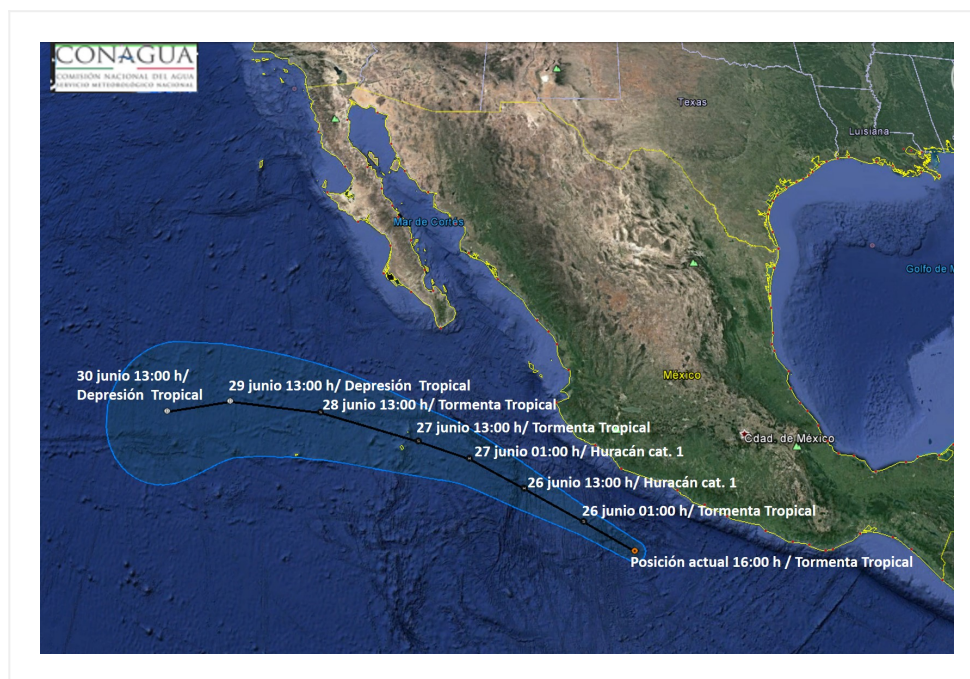 CONAGUA
COMISIÓN NACIONAL DEL AGUA
SERVICIO METEOROLÓGICO NACIONAL
Texas
Luisiana
Mar de Cortés
Golfo de M
México
Cdad. de México
30 junio 13:00 h/
Depresión Tropical
29 junio 13:00 h/ Depresión Tropical
28 junio 13:00 h/ Tormenta Tropical
27 junio 13:00 h/ Tormenta Tropical
27 junio 01:00 h/ Huracán cat. 1
26 junio 13:00 h/ Huracán cat. 1
26 junio 01:00 h/ Tormenta Tropical
Posición actual 16:00 h / Tormenta Tropical